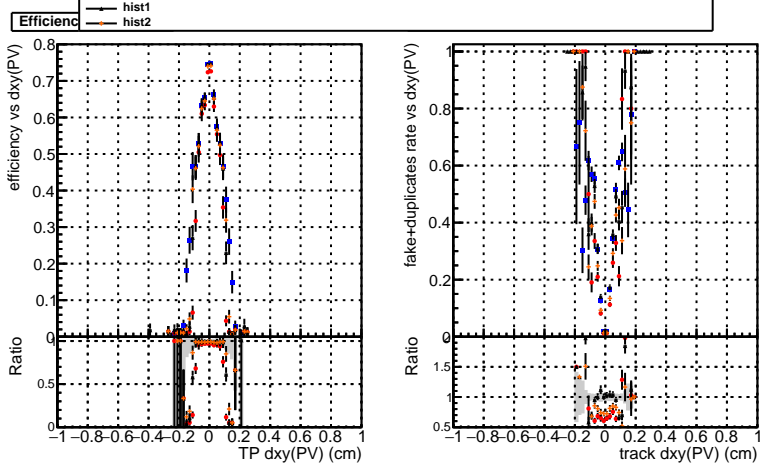 hist1
Efficienc hist2
efficiency vs dxy(PV)
0.8
0.7
0.6
0.5
0.4
0.3
0.2
0.1
0
Ratio
1
0.5
0
−1 −0.8 −0.6 −0.4 −0.2 0 0.2 0.4 0.6 0.8 1
TP dxy(PV) (cm)
fake+duplicates rate vs dxy(PV)
1
0.8
0.6
0.4
0.2
0
Ratio
2
1.5
1
0.5
−1 −0.8 −0.6 −0.4 −0.2 0 0.2 0.4 0.6 0.8 1
track dxy(PV) (cm)